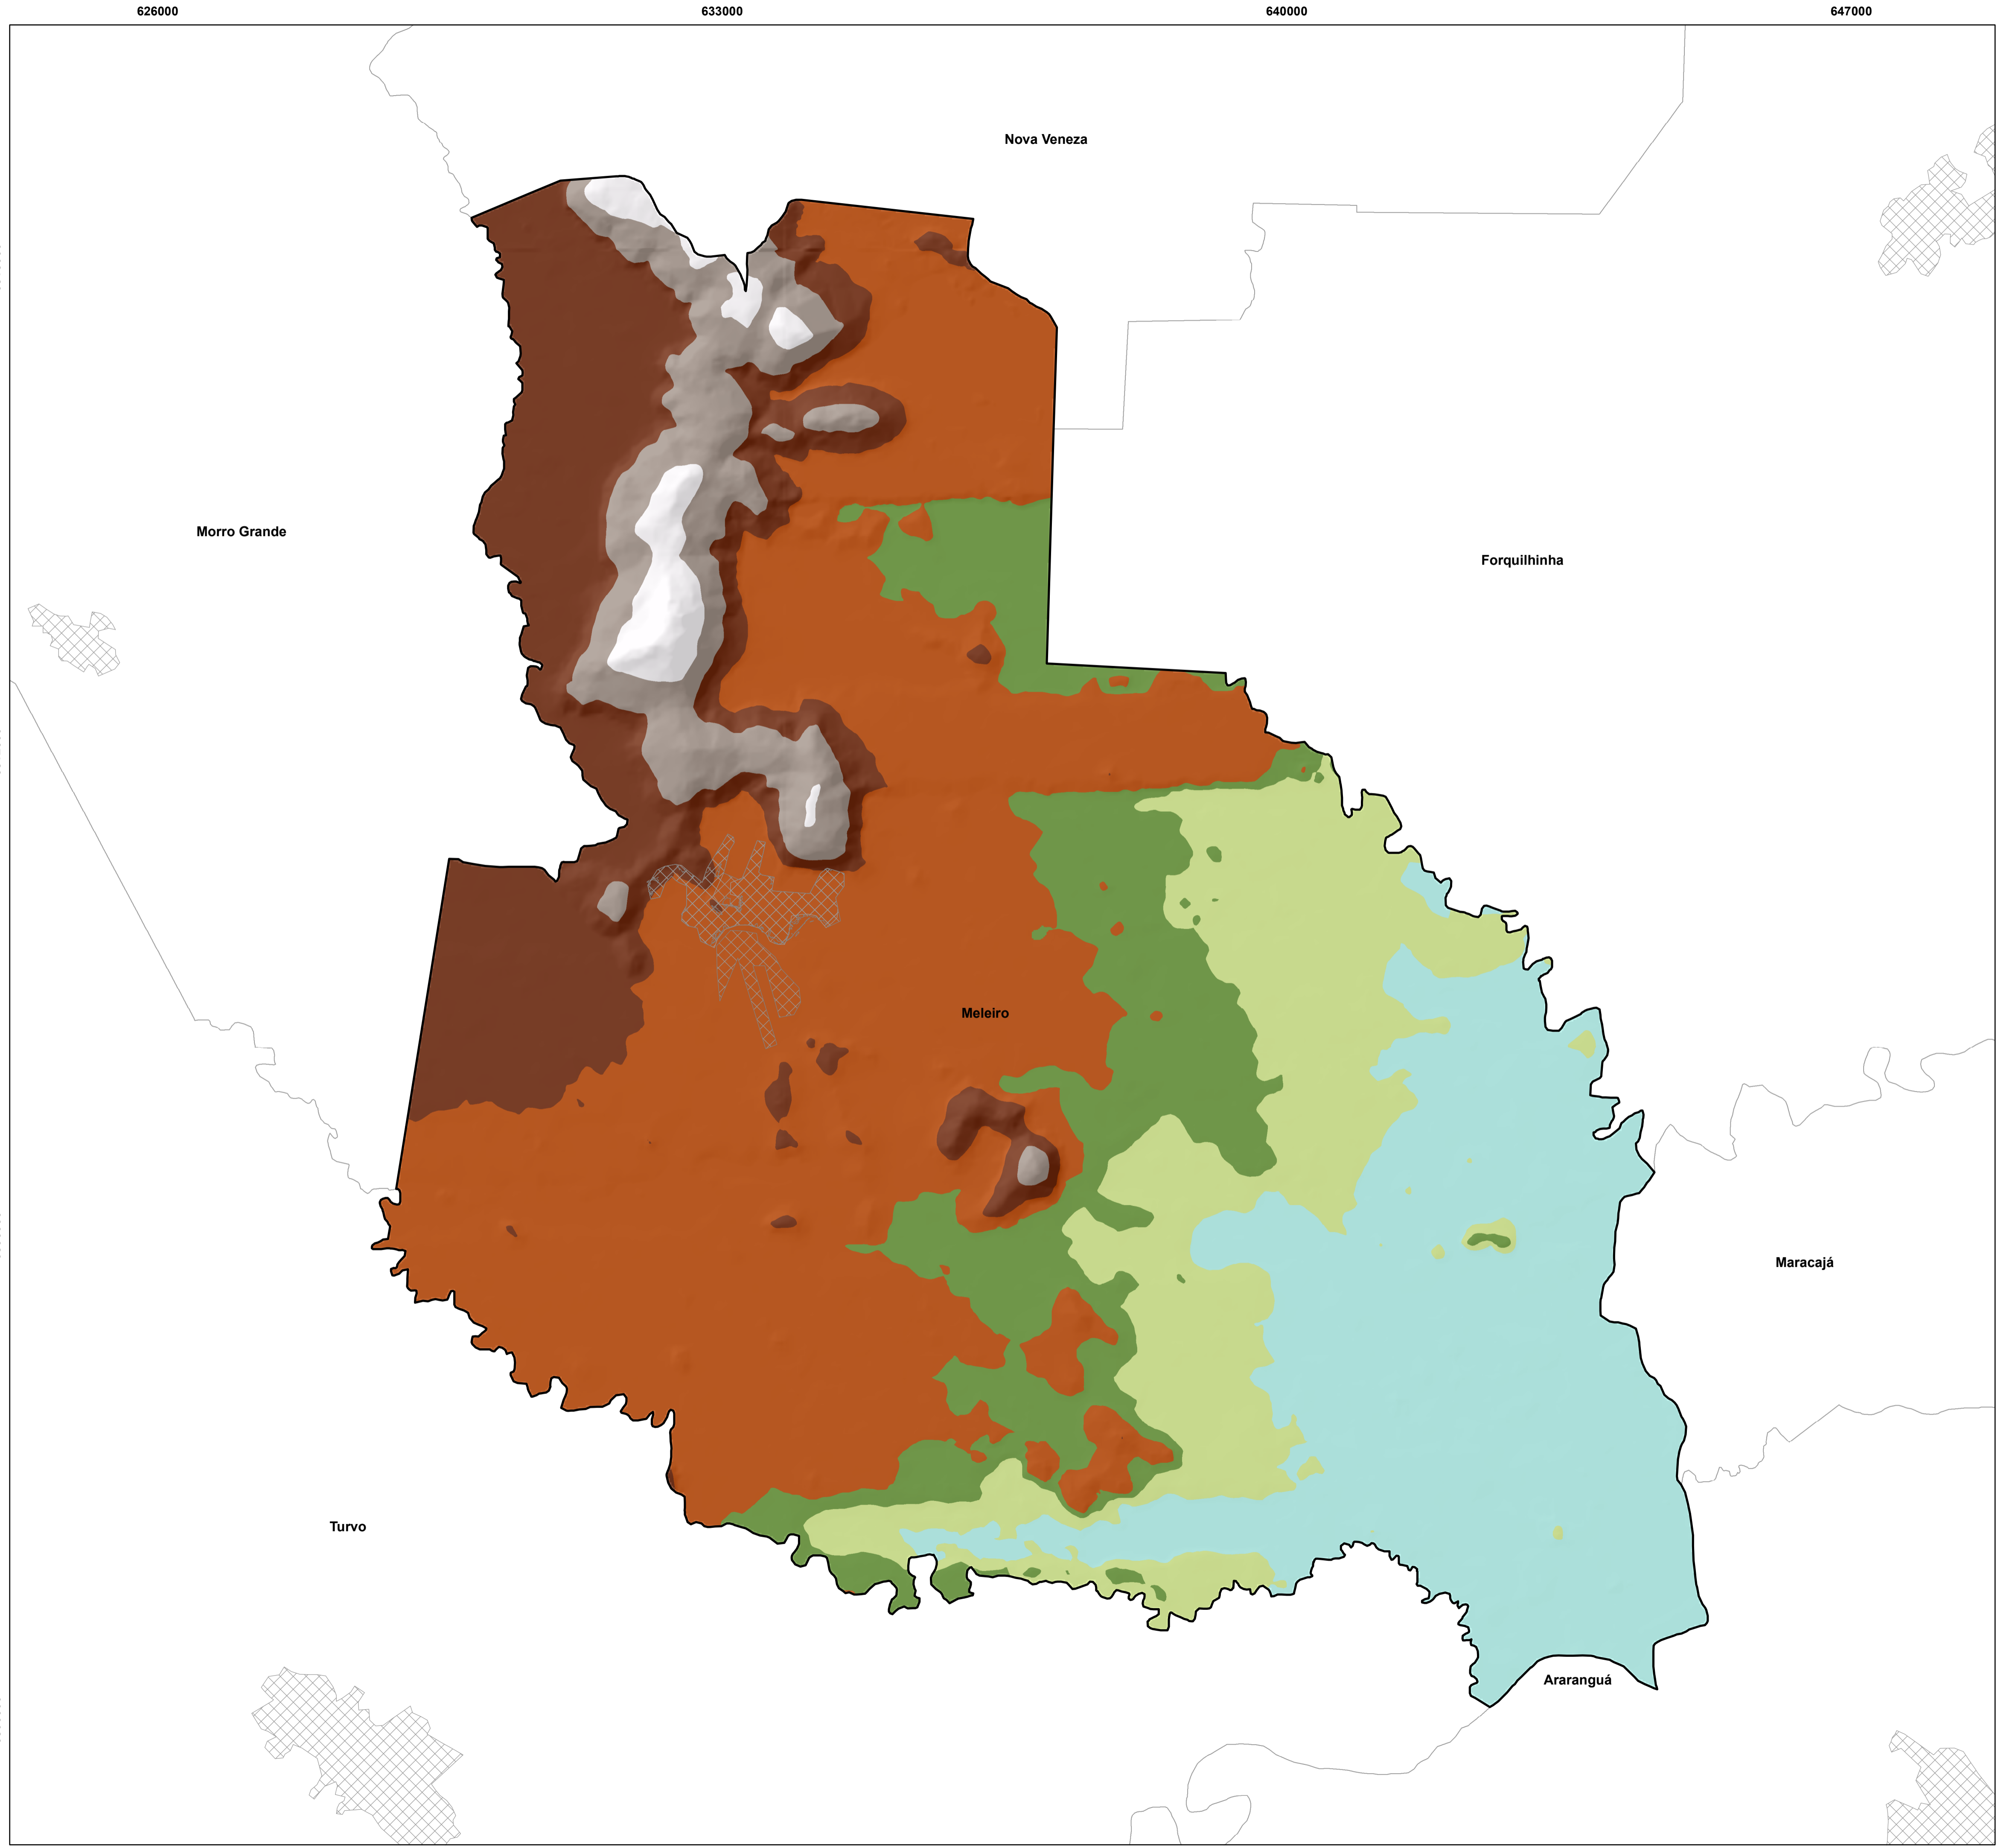 626000 633000 640000 647000
Nova Veneza
Morro Grande
Forquilhinha
Meleiro
Maracajá
Turvo
Araranguá